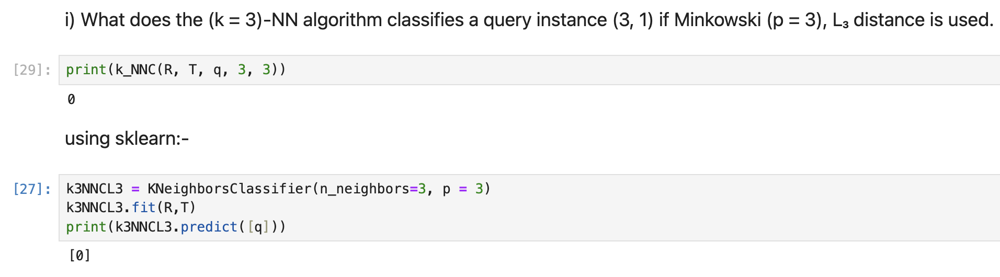 i) What does the (k = 3)-NN algorithm classifies a query instance (3, 1) if Minkowski (p = 3), L₃ distance is used.
[29]: print(k_NNC(R, T, q, 3, 3))
0
using sklearn:-
[27]: k3NNCL3 = KNeighborsClassifier(n_neighbors=3, p = 3)
k3NNCL3.fit(R,T)
print(k3NNCL3.predict([q]))
[0]